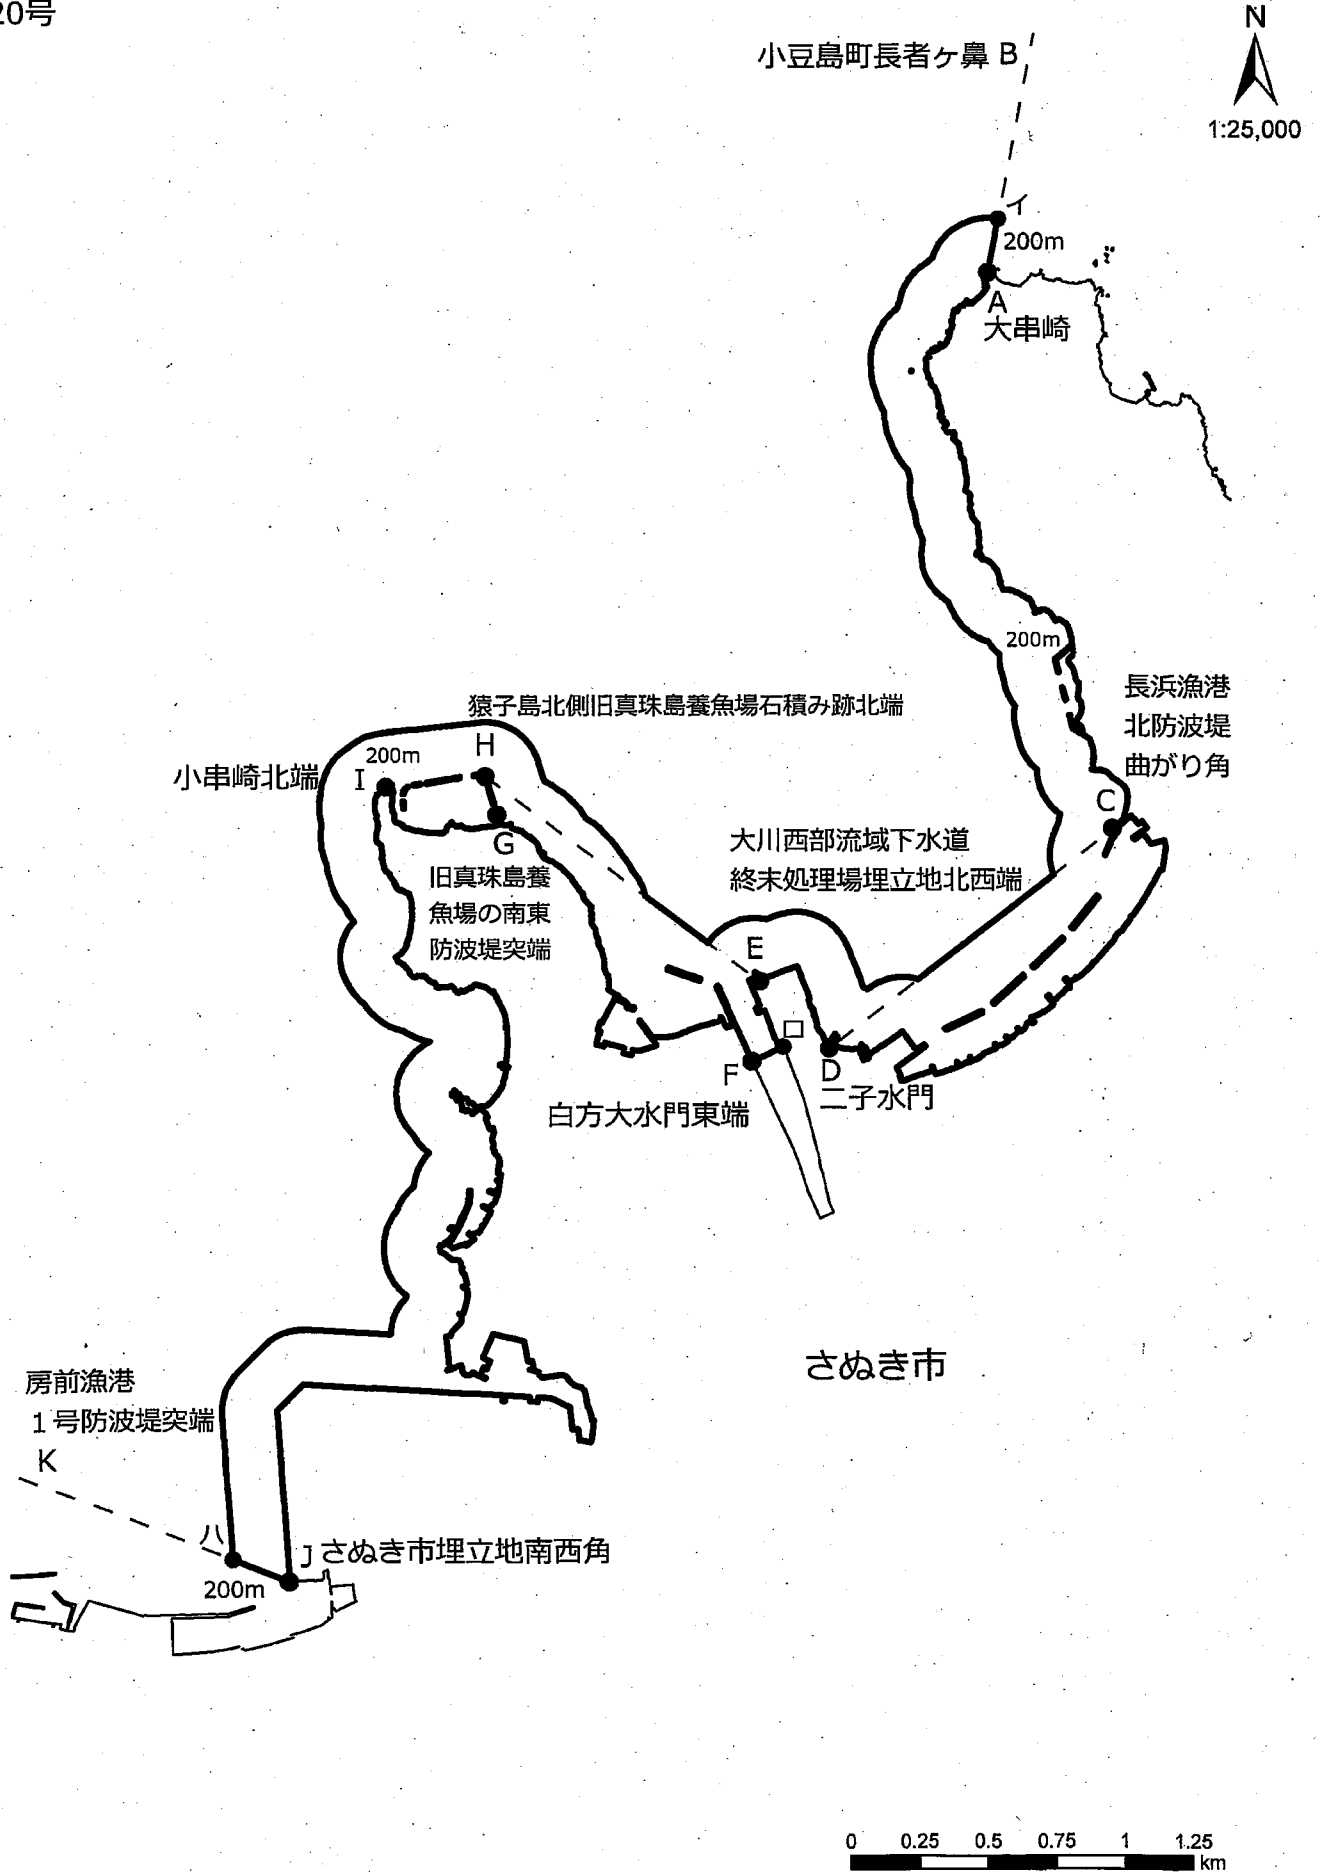 20号
N
小豆島町長者ヶ鼻 B
1:25,000
イ
200m
A
大串崎
200m
長浜漁港
北防波堤
曲がり角
猿子島北側旧真珠島養魚場石積み跡北端
H
200m
小串崎北端 I
C
G
大川西部流域下水道
終末処理場埋立地北西端
旧真珠島養
魚場の南東
防波堤突端
E
ロ
F
D
二子水門
白方大水門東端
さぬき市
房前漁港
１号防波堤突端
K
ハ
J さぬき市埋立地南西角
200m
0 0.25 0.5 0.75 1 1.25
km